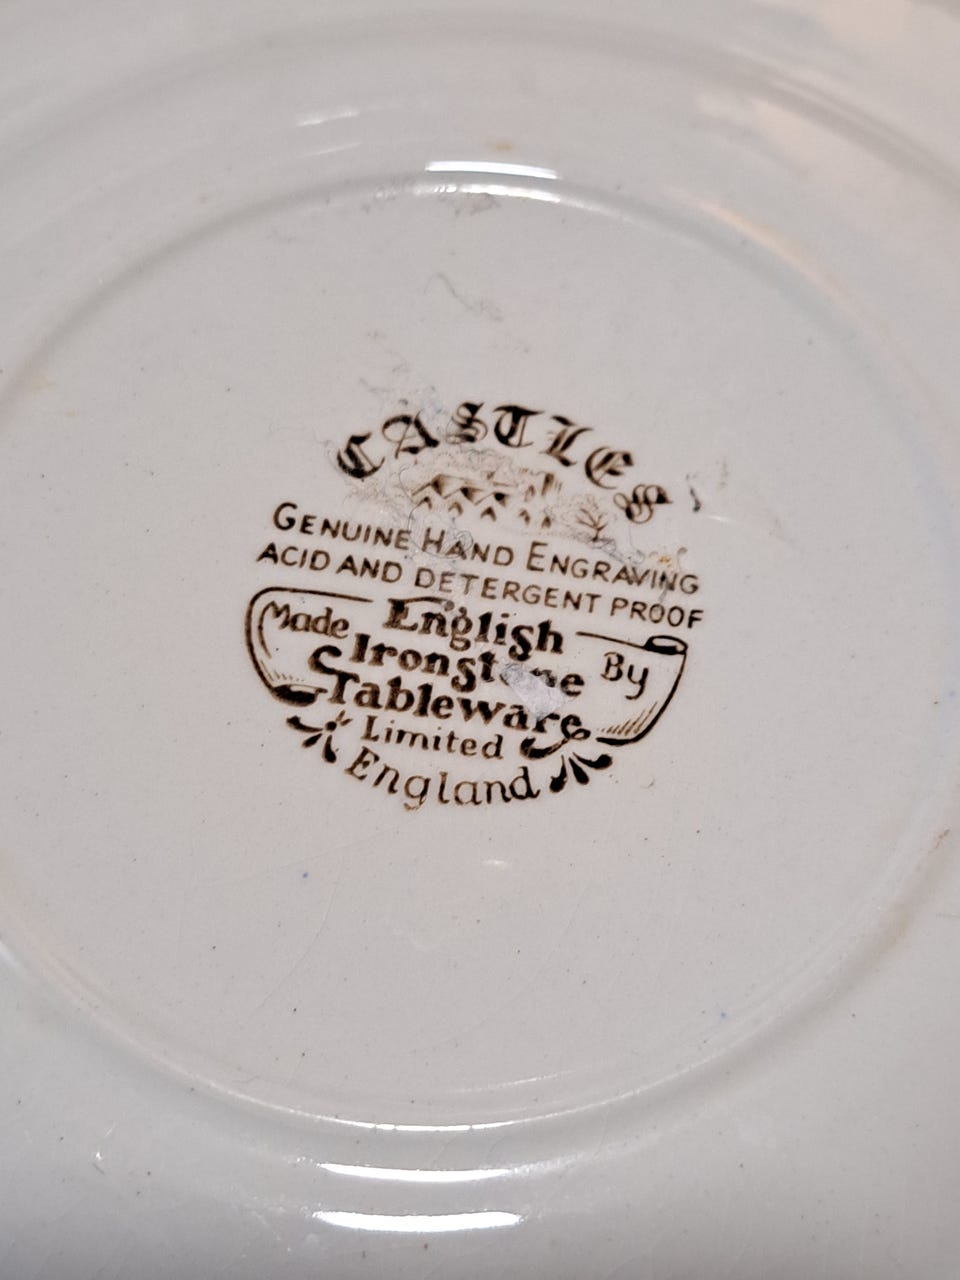 CASTLES
GENUINE HAND ENGRAVING
ACID AND DETERGENT PROOF
Made English By
Ironstone
Tableware
Limited
England